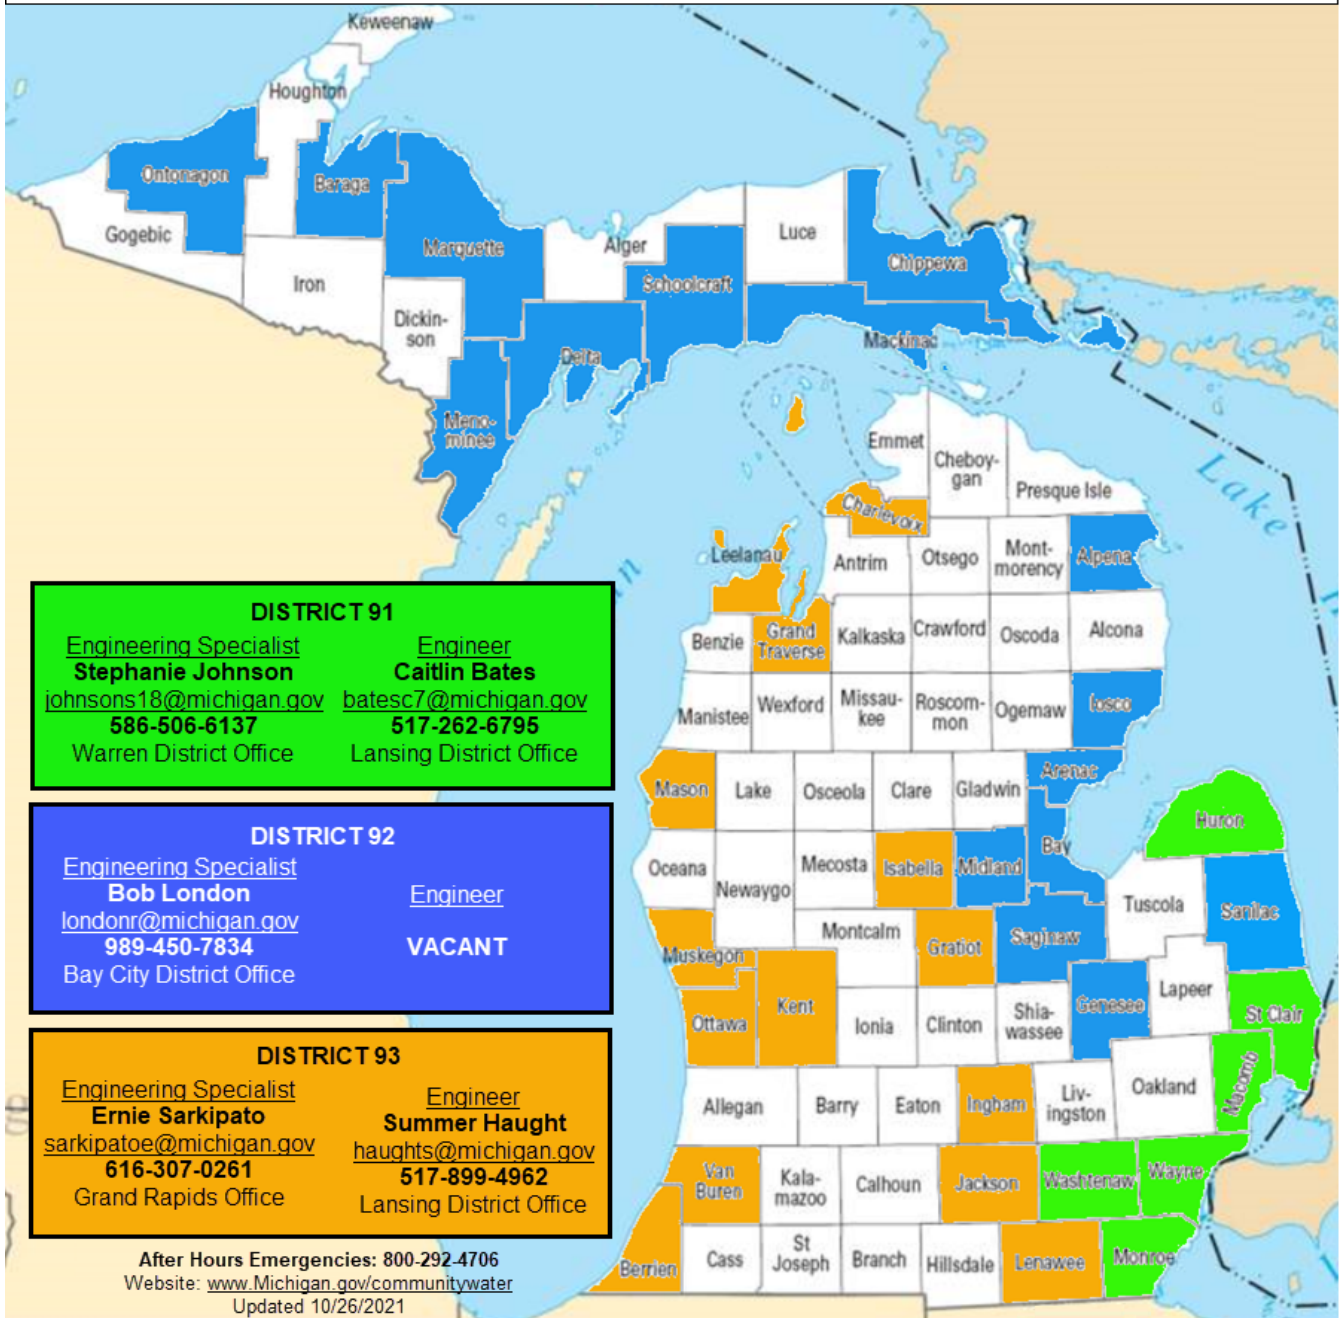 Keweenaw
Houghton
Ontonagon
Baraga
Gogebic
Marquette
Alger
Luce
Chippewa
Iron
Schoolcraft
Dickin-
son
Mackinac
Delta
Meno-
minee
Emmet
Cheboy-
gan
Presque Isle
Lake
Charlevoix
Leelanau
Antrim
Otsego
Mont-
morency
Alpena
Benzie
Grand
Traverse
Kalkaska
Crawford
Oscoda
Alcona
Manistee
Wexford
Missau-
kee
Roscom-
mon
Ogemaw
Iosco
Mason
Lake
Osceola
Clare
Gladwin
Arenac
Huron
Oceana
Newaygo
Mecosta
Isabella
Midland
Bay
Tuscola
Sanilac
Muskegon
Montcalm
Gratiot
Saginaw
Ottawa
Kent
Ionia
Clinton
Shia-
wassee
Genesee
Lapeer
St Clair
Allegan
Barry
Eaton
Ingham
Liv-
ingston
Oakland
Macomb
Van
Buren
Kala-
mazoo
Calhoun
Jackson
Washtenaw
Wayne
Berrien
Cass
St
Joseph
Branch
Hillsdale
Lenawee
Monroe
DISTRICT 91
Engineering Specialist
Stephanie Johnson
johnsons18@michigan.gov
586-506-6137
Warren District Office
Engineer
Caitlin Bates
batesc7@michigan.gov
517-262-6795
Lansing District Office
DISTRICT 92
Engineering Specialist
Bob London
londonr@michigan.gov
989-450-7834
Bay City District Office
Engineer
VACANT
DISTRICT 93
Engineering Specialist
Ernie Sarkipato
sarkipatoe@michigan.gov
616-307-0261
Grand Rapids Office
Engineer
Summer Haught
haughts@michigan.gov
517-899-4962
Lansing District Office
After Hours Emergencies: 800-292-4706
Website: www.Michigan.gov/communitywater
Updated 10/26/2021